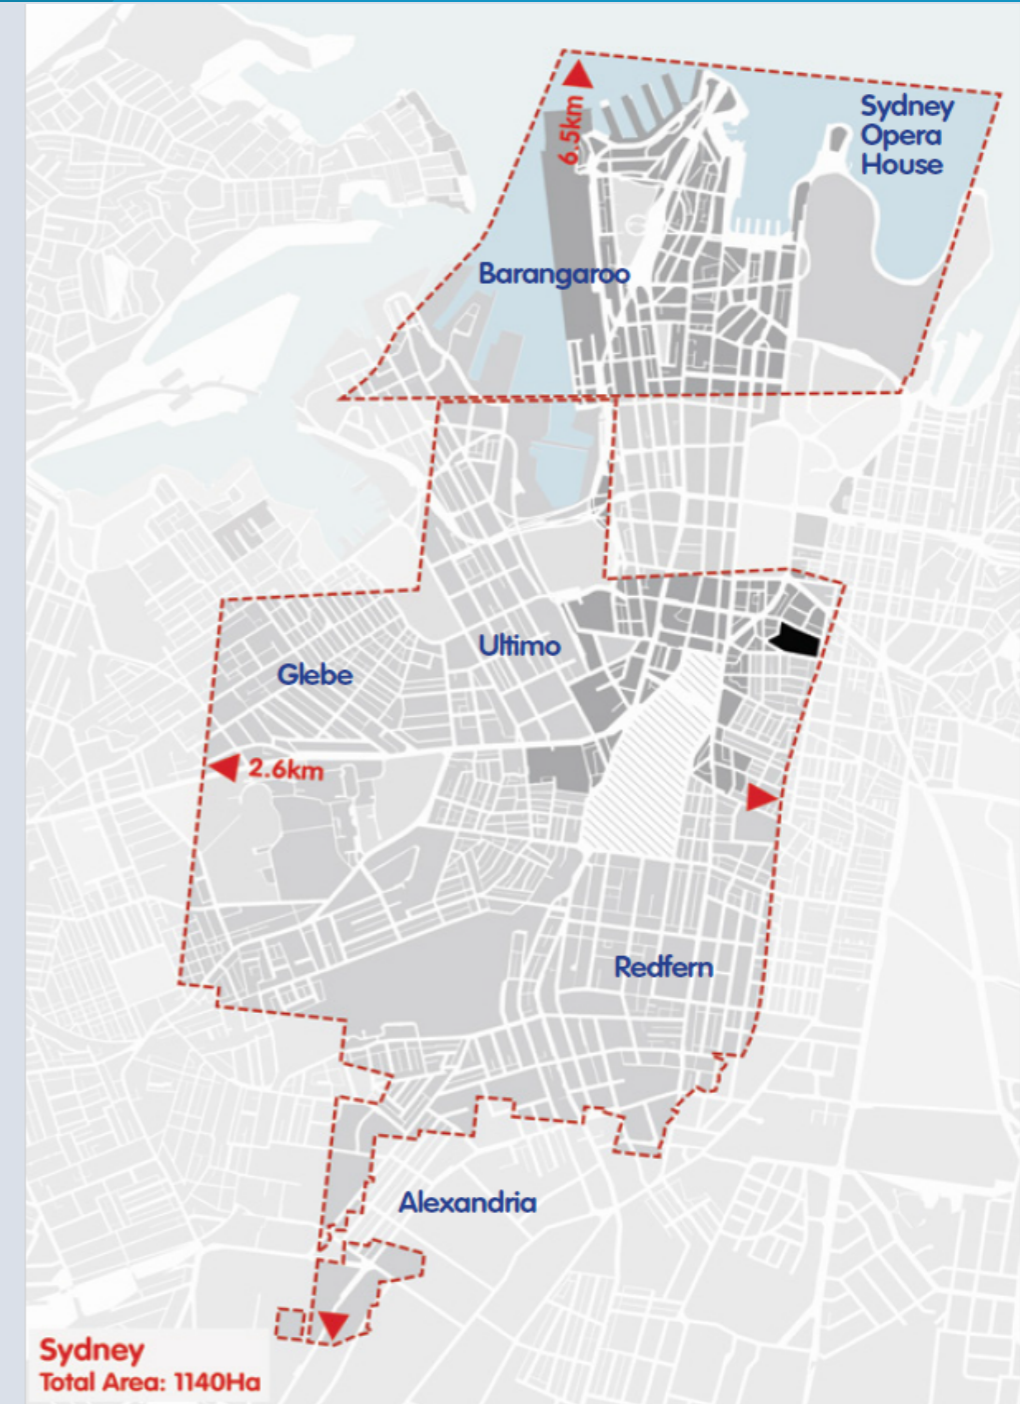 Sydney
Opera
House
6.5km
Barangaroo
Ultimo
Glebe
2.6km
Redfern
Alexandria
Sydney
Total Area: 1140Ha